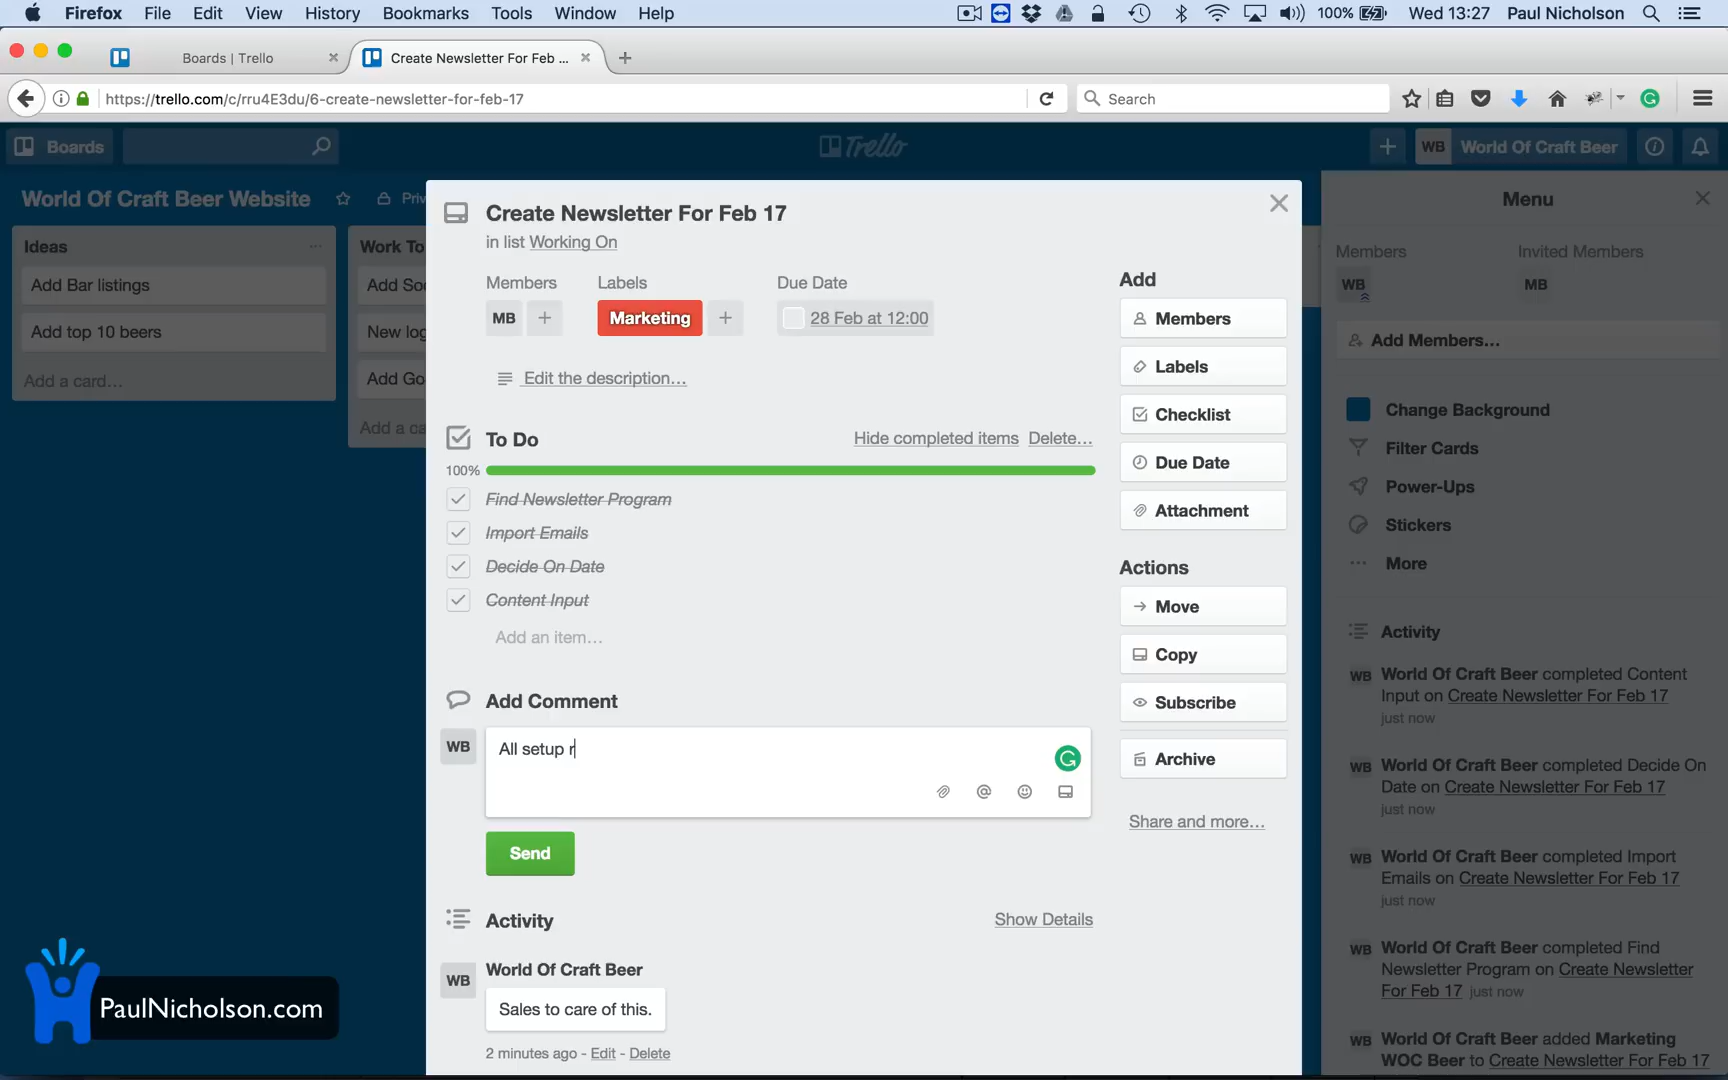 Firefox File Edit View History Bookmarks Tools Window Help
100% Wed 13:27 Paul Nicholson
Boards | Trello
Create Newsletter For Feb ...
https://trello.com/c/rru4E3du/6-create-newsletter-for-feb-17
Search
Boards
Trello
WB World Of Craft Beer
World Of Craft Beer Website
Priv
Ideas
Add Bar listings
Add top 10 beers
Add a card…
Work To
Add Soc
New log
Add Go
Add a ca
Create Newsletter For Feb 17
in list Working On
Members
MB
Labels
Marketing
Due Date
28 Feb at 12:00
Edit the description…
To Do
Hide completed items Delete…
100%
Find Newsletter Program
Import Emails
Decide On Date
Content Input
Add an item…
Add Comment
WB
All setup r
Send
Activity
Show Details
WB
World Of Craft Beer
Sales to care of this.
2 minutes ago - Edit - Delete
Add
Members
Labels
Checklist
Due Date
Attachment
Actions
Move
Copy
Subscribe
Archive
Share and more…
Menu
Members
WB
Invited Members
MB
Add Members…
Change Background
Filter Cards
Power-Ups
Stickers
More
Activity
WB World Of Craft Beer completed Content
Input on Create Newsletter For Feb 17
just now
WB World Of Craft Beer completed Decide On
Date on Create Newsletter For Feb 17
just now
WB World Of Craft Beer completed Import
Emails on Create Newsletter For Feb 17
just now
WB World Of Craft Beer completed Find
Newsletter Program on Create Newsletter
For Feb 17 just now
WB World Of Craft Beer added Marketing
WOC Beer to Create Newsletter For Feb 17
PaulNicholson.com